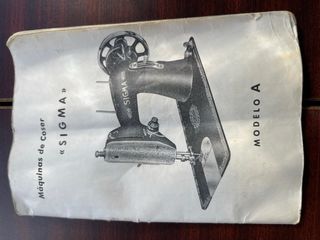 Máquinas de Coser
« SIGMA »
SIGMA
MODELO A